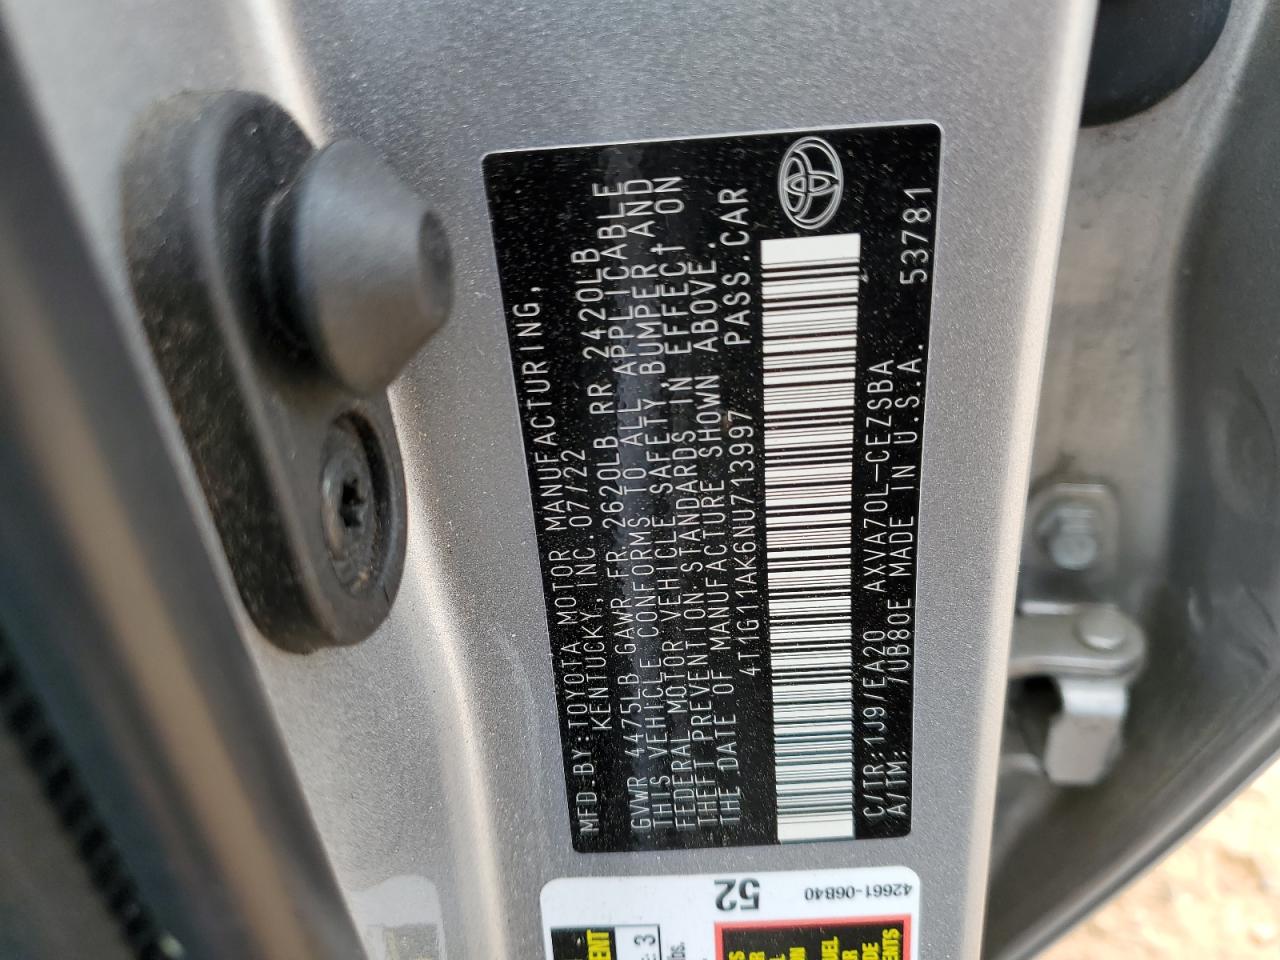 MFD BY:TOYOTA MOTOR MANUFACTURING,
KENTUCKY, INC. 07/22
GVWR 4475LB GAWR FR 2620LB RR 2420LB
THIS VEHICLE CONFORMS TO ALL APPLICABLE
FEDERAL MOTOR VEHICLE SAFETY, BUMPER, AND
THEFT PREVENTION STANDARDS IN EFFECT ON
THE DATE OF MANUFACTURE SHOWN ABOVE.
4T1G11AK6NU713997 PASS.CAR
C/TR:1J9/EA20 AXVA70L-CEZSBA
A/TM: 70B80E MADE IN U.S.A. 53781
52
42661-06B40
3